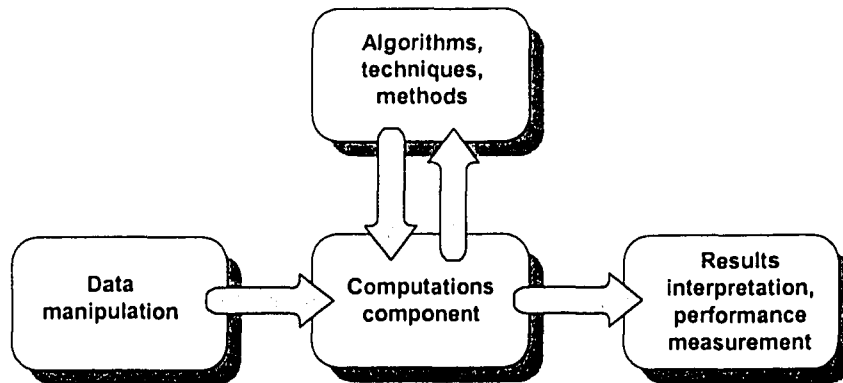 Algorithms,
techniques,
methods
Data
manipulation
Computations
component
Results
interpretation,
performance
measurement